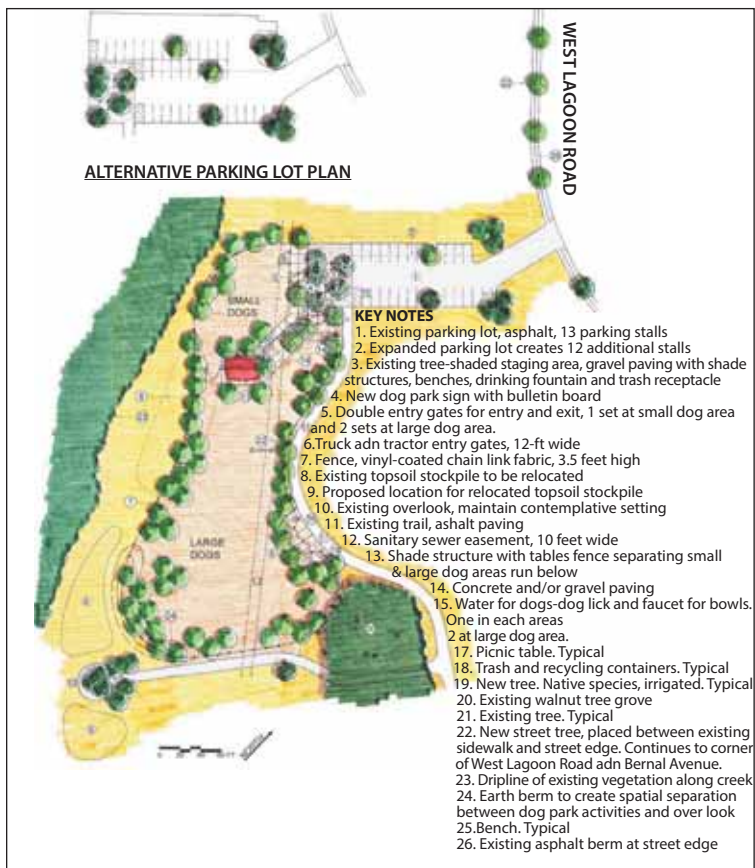 WEST LAGOON ROAD
ALTERNATIVE PARKING LOT PLAN
SMALL
DOGS
LARGE
DOGS
KEY NOTES
1. Existing parking lot, asphalt, 13 parking stalls
2. Expanded parking lot creates 12 additional stalls
3. Existing tree-shaded staging area, gravel paving with shade
structures, benches, drinking fountain and trash receptacle
4. New dog park sign with bulletin board
5. Double entry gates for entry and exit, 1 set at small dog area
and 2 sets at large dog area.
6.Truck adn tractor entry gates, 12-ft wide
7. Fence, vinyl-coated chain link fabric, 3.5 feet high
8. Existing topsoil stockpile to be relocated
9. Proposed location for relocated topsoil stockpile
10. Existing overlook, maintain contemplative setting
11. Existing trail, ashalt paving
12. Sanitary sewer easement, 10 feet wide
13. Shade structure with tables fence separating small
& large dog areas run below
14. Concrete and/or gravel paving
15. Water for dogs-dog lick and faucet for bowls.
One in each areas
2 at large dog area.
17. Picnic table. Typical
18. Trash and recycling containers. Typical
19. New tree. Native species, irrigated. Typical
20. Existing walnut tree grove
21. Existing tree. Typical
22. New street tree, placed between existing
sidewalk and street edge. Continues to corner
of West Lagoon Road adn Bernal Avenue.
23. Dripline of existing vegetation along creek
24. Earth berm to create spatial separation
between dog park activities and over look
25.Bench. Typical
26. Existing asphalt berm at street edge